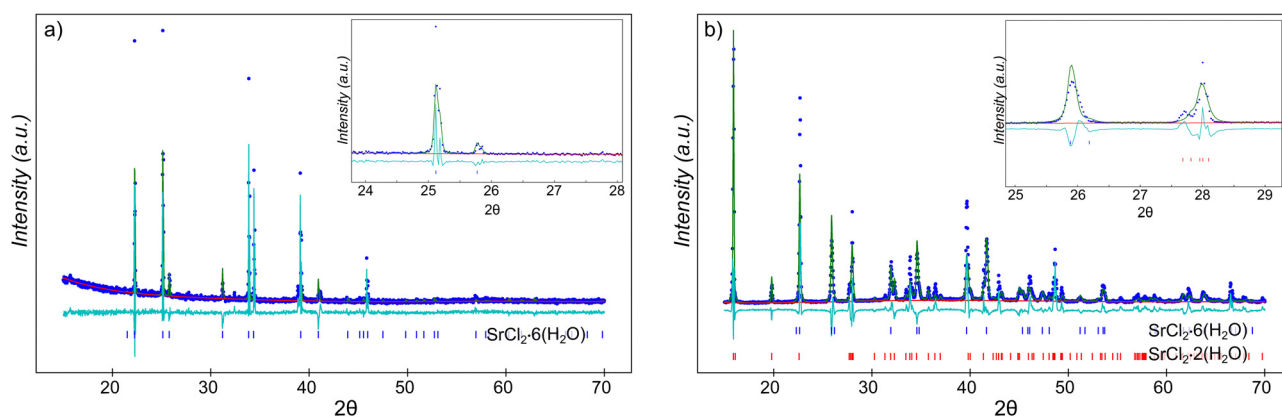 a)
Intensity (a.u.)
Intensity (a.u.)
24 25 26 27 28
2θ
SrCl₂·6(H₂O)
20 30 40 50 60 70
2θ
b)
Intensity (a.u.)
Intensity (a.u.)
25 26 27 28 29
2θ
SrCl₂·6(H₂O)
SrCl₂·2(H₂O)
20 30 40 50 60 70
2θ